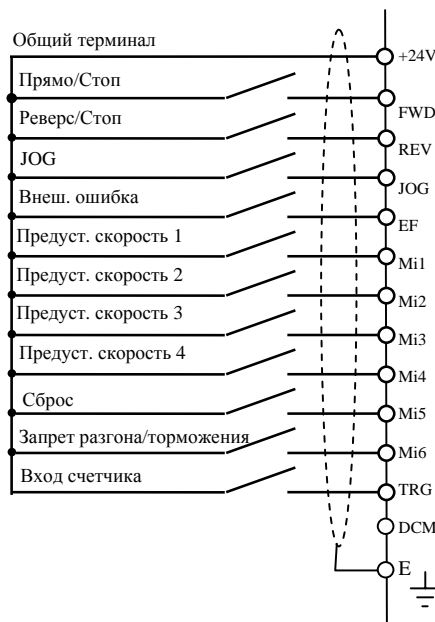 Общий терминал
+24V
Прямо/Стоп
FWD
Реверс/Стоп
REV
JOG
JOG
Внеш. ошибка
EF
Предуст. скорость 1
Mi1
Предуст. скорость 2
Mi2
Предуст. скорость 3
Mi3
Предуст. скорость 4
Mi4
Сброс
Mi5
Запрет разгона/торможения
Mi6
Вход счетчика
TRG
DCM
E